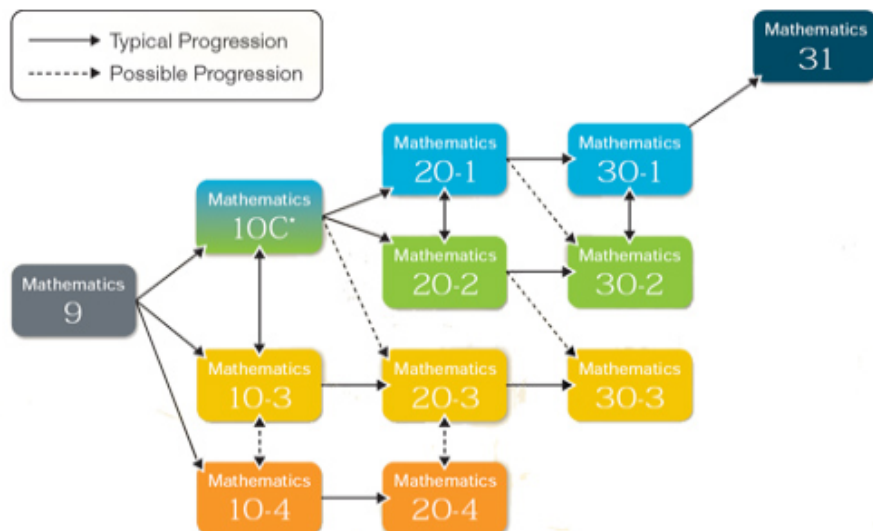 Typical Progression
Possible Progression
Mathematics
31
Mathematics
20-1
Mathematics
30-1
Mathematics
10C*
Mathematics
20-2
Mathematics
30-2
Mathematics
9
Mathematics
10-3
Mathematics
20-3
Mathematics
30-3
Mathematics
10-4
Mathematics
20-4